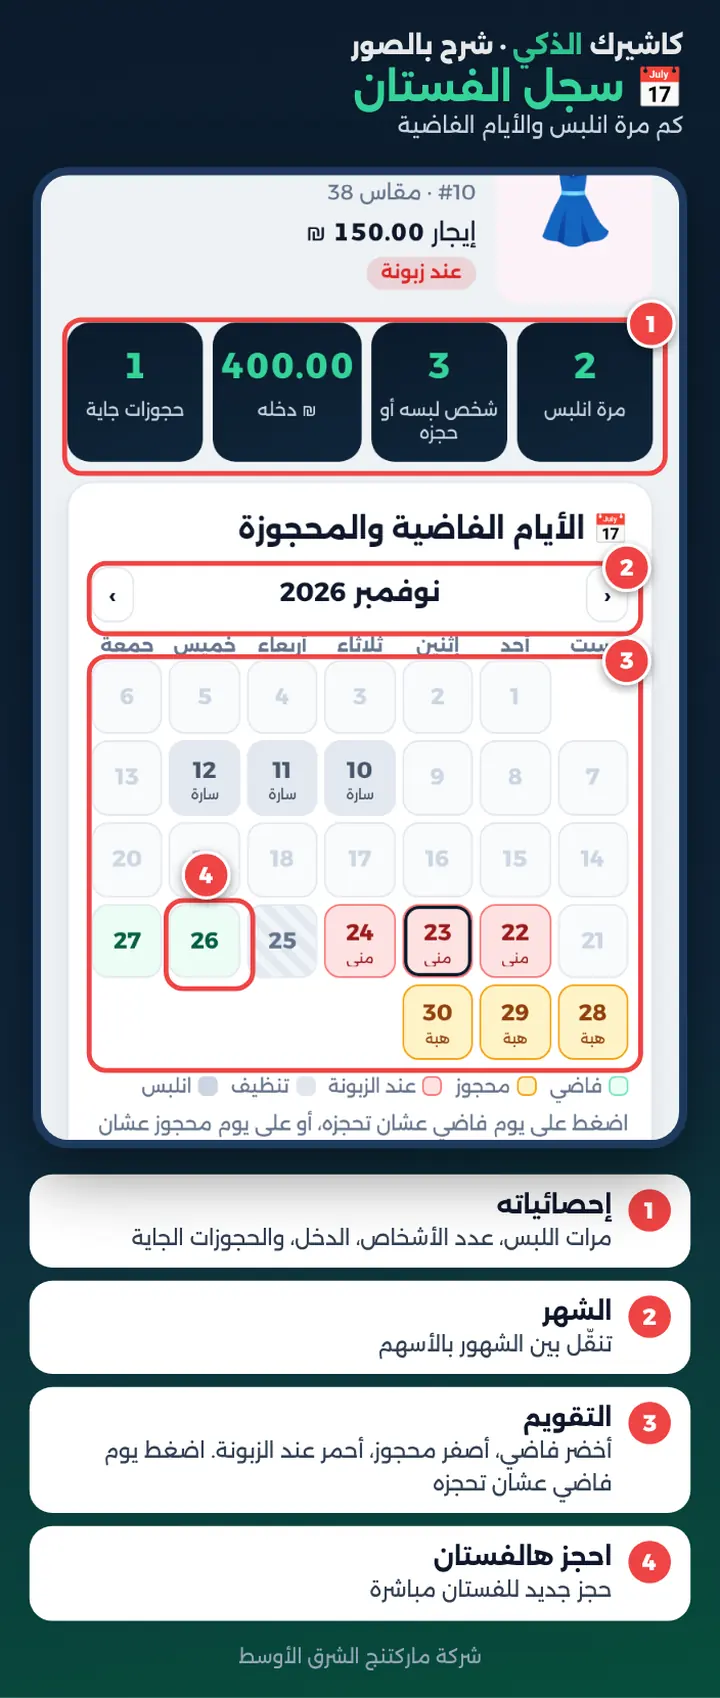 كاشيرك الذكي · شرح بالصور
July 17 سجل الفستان
كم مرة انلبس والأيام الفاضية
#10 · مقاس 38
إيجار 150.00 ₪
عند زبونة
1
2 3 400.00 1
مرة انلبس شخص لبسه أو حجزه ₪ دخله حجوزات جاية
July 17 الأيام الفاضية والمحجوزة
2
› نوفمبر 2026 ‹
3
سبت أحد إثنين ثلاثاء أربعاء خميس جمعة
1 2 3 4 5 6
7 8 9 10 11 12 13
سارة سارة سارة
14 15 16 17 18 20
4
21 22 23 24 25 26 27
منى منى منى
28 29 30
هبة هبة هبة
فاضي محجوز عند الزبونة تنظيف انلبس
اضغط على يوم فاضي عشان تحجزه، أو على يوم محجوز عشان
1 إحصائياته
مرات اللبس، عدد الأشخاص، الدخل، والحجوزات الجاية
2 الشهر
تنقّل بين الشهور بالأسهم
3 التقويم
أخضر فاضي، أصفر محجوز، أحمر عند الزبونة. اضغط يوم
فاضي عشان تحجزه
4 احجز هالفستان
حجز جديد للفستان مباشرة
شركة ماركتنج الشرق الأوسط